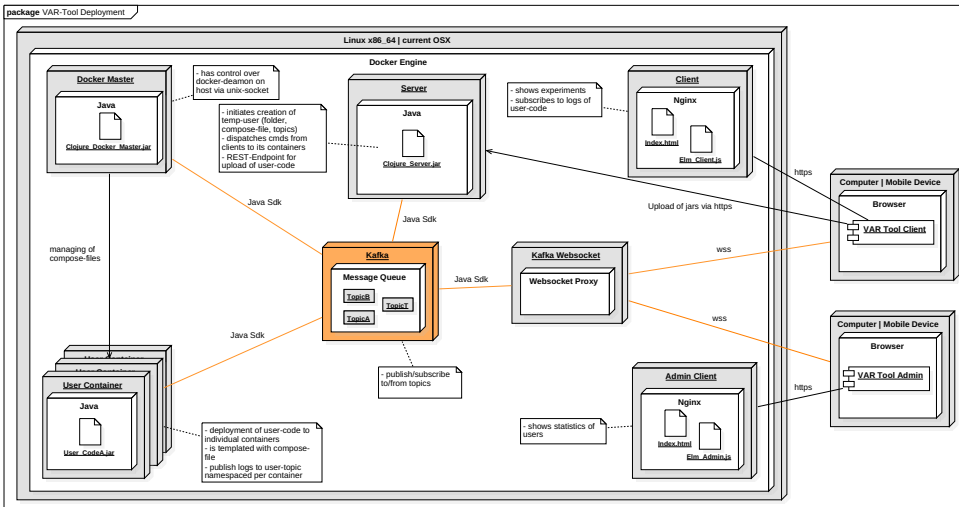 package VAR-Tool Deployment
Linux x86_64 | current OSX
Docker Engine
Docker Master
Java
Clojure_Docker_Master.jar
- has control over
docker-deamon on
host via unix-socket
- initiates creation of
temp-user (folder,
compose-file, topics)
- dispatches cmds from
clients to its containers
- REST-Endpoint for
upload of user-code
Server
Java
Clojure_Server.jar
- shows experiments
- subscribes to logs of
user-code
Client
Nginx
Index.html
Elm_Client.js
https
Computer | Mobile Device
Browser
VAR Tool Client
Upload of jars via https
Java Sdk
Java Sdk
managing of
compose-files
Kafka
Message Queue
TopicB
TopicT
TopicA
Java Sdk
Kafka Websocket
Websocket Proxy
wss
wss
Java Sdk
Computer | Mobile Device
Browser
VAR Tool Admin
https
- publish/subscribe
to/from topics
User Container
User Container
User Container
Java
User_CodeA.jar
- deployment of user-code to
individual containers
- is templated with compose-
file
- publish logs to user-topic
namespaced per container
- shows statistics of
users
Admin Client
Nginx
Index.html
Elm_Admin.js